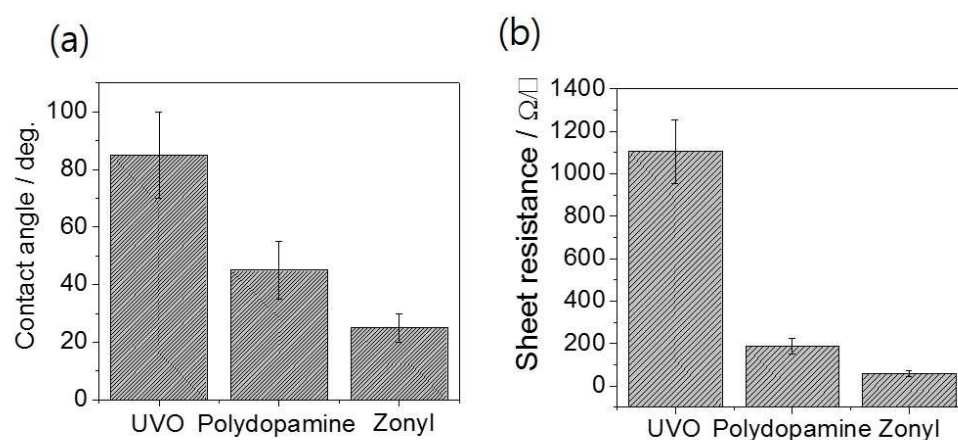 (a)
Contact angle / deg.
100
80
60
40
20
0
UVO Polydopamine Zonyl
(b)
Sheet resistance / Ω/□
1400
1200
1000
800
600
400
200
0
UVO Polydopamine Zonyl